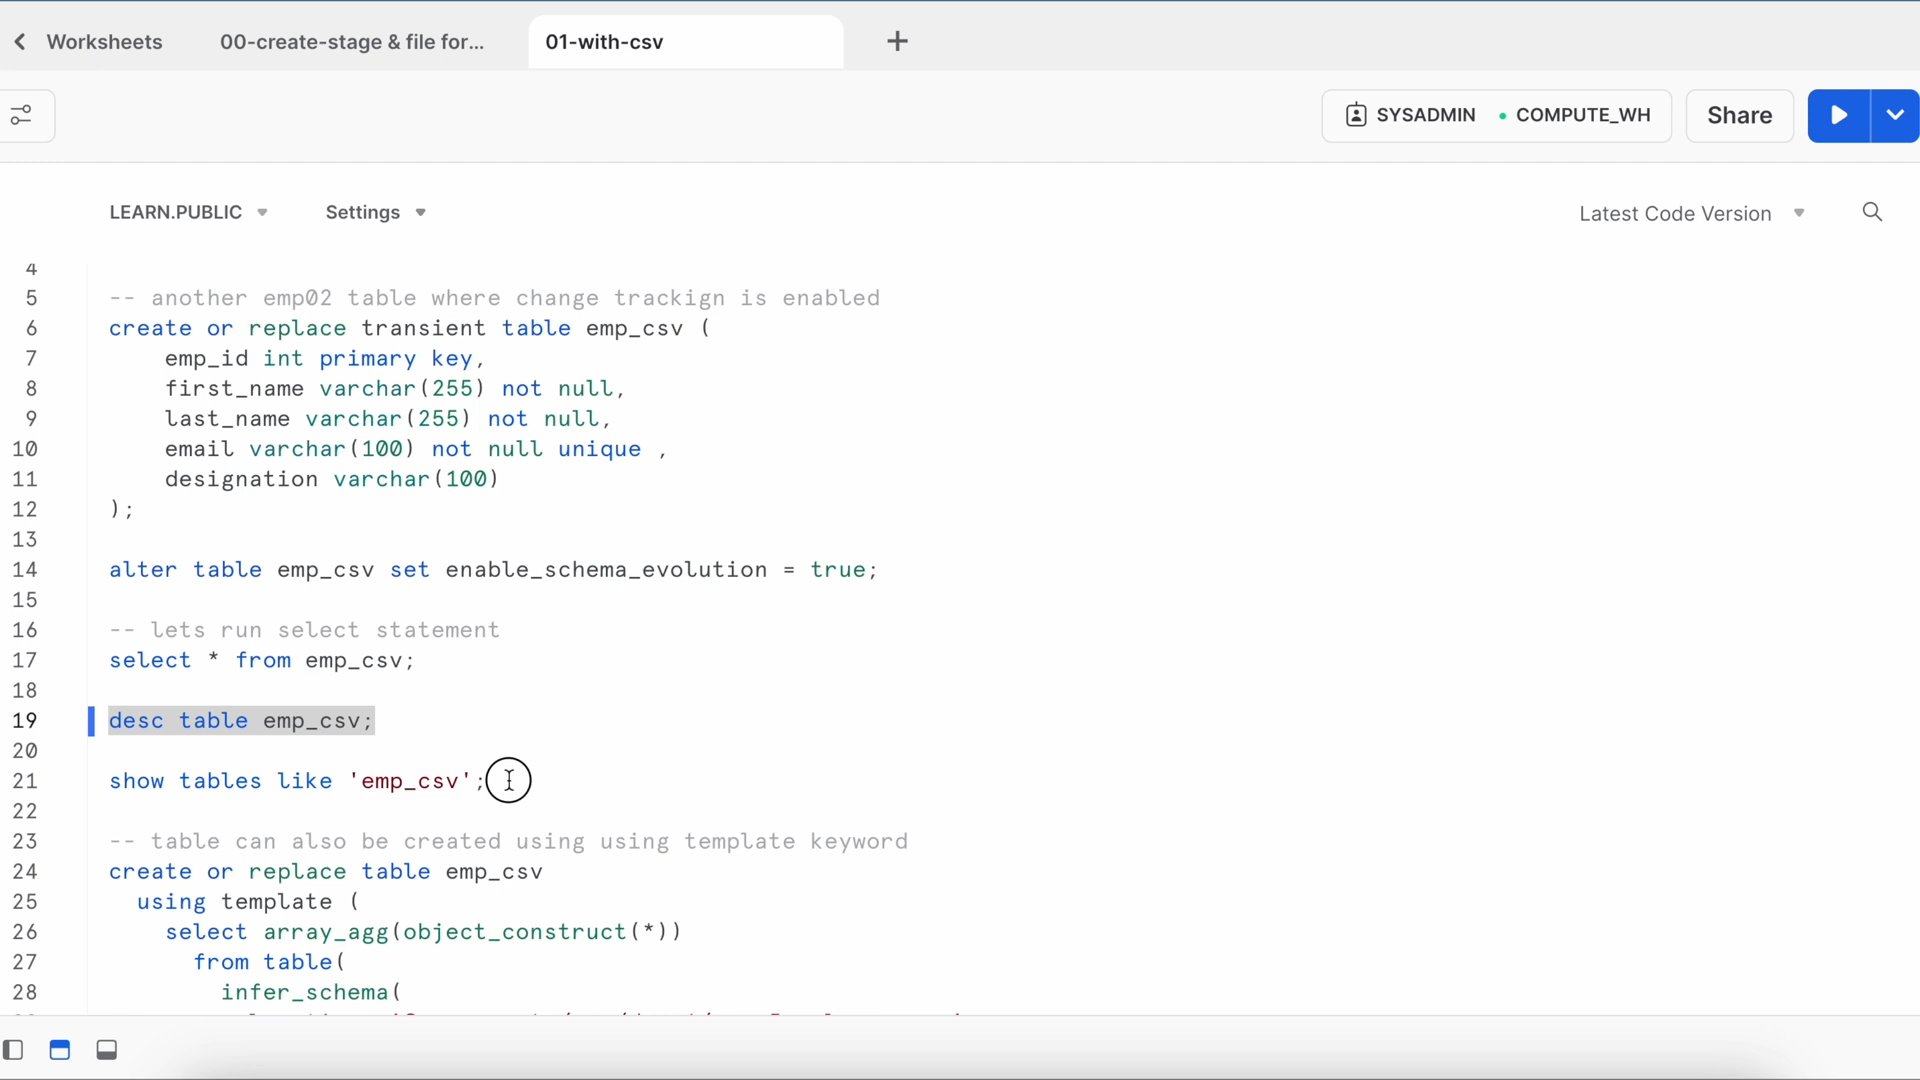 Worksheets 00-create-stage & file for... 01-with-csv +
SYSADMIN COMPUTE_WH Share
LEARN.PUBLIC Settings Latest Code Version
4
5 -- another emp02 table where change trackign is enabled
6 create or replace transient table emp_csv (
7 emp_id int primary key,
8 first_name varchar(255) not null,
9 last_name varchar(255) not null,
10 email varchar(100) not null unique ,
11 designation varchar(100)
12 );
13
14 alter table emp_csv set enable_schema_evolution = true;
15
16 -- lets run select statement
17 select * from emp_csv;
18
19 desc table emp_csv;
20
21 show tables like 'emp_csv';
22
23 -- table can also be created using using template keyword
24 create or replace table emp_csv
25 using template (
26 select array_agg(object_construct(*))
27 from table(
28 infer_schema(